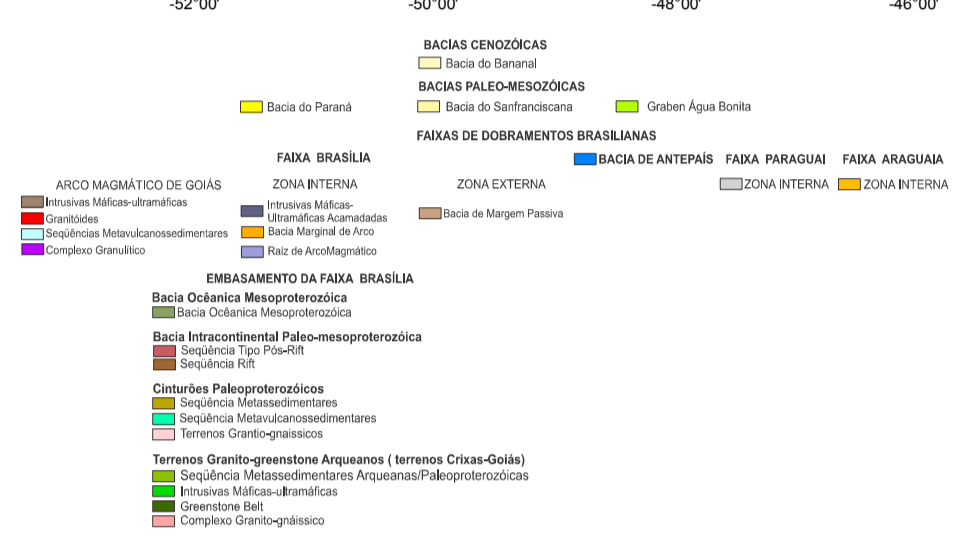 -52°00' -50°00' -48°00' -46°00'
BACIAS CENOZÓICAS
Bacia do Bananal
BACIAS PALEO-MESOZÓICAS
Bacia do Paraná Bacia do Sanfranciscana Graben Água Bonita
FAIXAS DE DOBRAMENTOS BRASILIANAS
FAIXA BRASÍLIA BACIA DE ANTEPAÍS FAIXA PARAGUAI FAIXA ARAGUAIA
ARCO MAGMÁTICO DE GOIÁS ZONA INTERNA ZONA EXTERNA ZONA INTERNA ZONA INTERNA
Intrusivas Máficas-ultramáficas
Granitóides
Seqüências Metavulcanossedimentares
Complexo Granulítico
Intrusivas Máficas-
Ultramáficas Acamadadas
Bacia Marginal de Arco
Raiz de ArcoMagmático
Bacia de Margem Passiva
EMBASAMENTO DA FAIXA BRASÍLIA
Bacia Ocêanica Mesoproterozóica
Bacia Ocêanica Mesoproterozóica
Bacia Intracontinental Paleo-mesoproterozóica
Seqüência Tipo Pós-Rift
Seqüência Rift
Cinturões Paleoproterozóicos
Seqüência Metassedimentares
Seqüência Metavulcanossedimentares
Terrenos Grantio-gnaissicos
Terrenos Granito-greenstone Arqueanos ( terrenos Crixas-Goiás)
Seqüência Metassedimentares Arqueanas/Paleoproterozóicas
Intrusivas Máficas-ultramáficas
Greenstone Belt
Complexo Granito-gnáissico